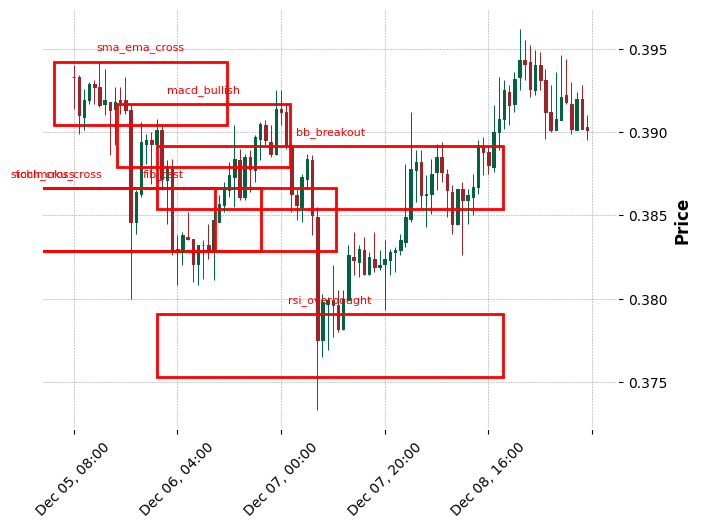 sma_ema_cross
macd_bullish
bb_breakout
fib_test
rsi_overbought
0.395
0.390
0.385
0.380
0.375
Price
Dec 05, 08:00
Dec 06, 04:00
Dec 07, 00:00
Dec 07, 20:00
Dec 08, 16:00